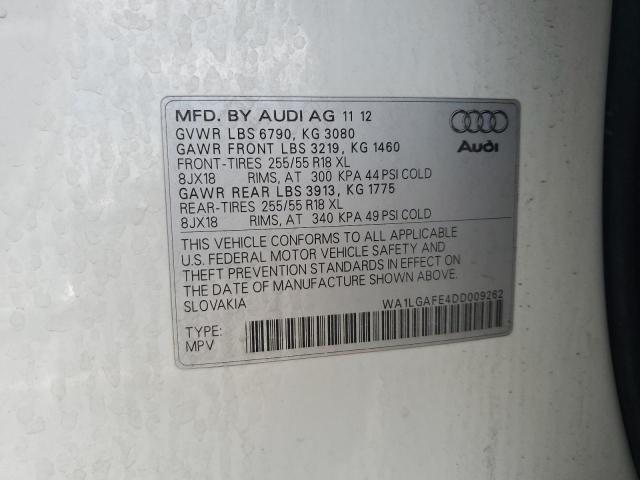 MFD. BY AUDI AG 11 12
GVWR LBS 6790, KG 3080
GAWR FRONT LBS 3219, KG 1460
FRONT-TIRES 255/55 R18 XL
8JX18 RIMS, AT 300 KPA 44 PSI COLD
GAWR REAR LBS 3913, KG 1775
REAR-TIRES 255/55 R18 XL
8JX18 RIMS, AT 340 KPA 49 PSI COLD
Audi
THIS VEHICLE CONFORMS TO ALL APPLICABLE
U.S. FEDERAL MOTOR VEHICLE SAFETY AND
THEFT PREVENTION STANDARDS IN EFFECT ON
THE DATE OF MANUFACTURE SHOWN ABOVE.
SLOVAKIA WA1LGAFE4DD009262
TYPE:
MPV